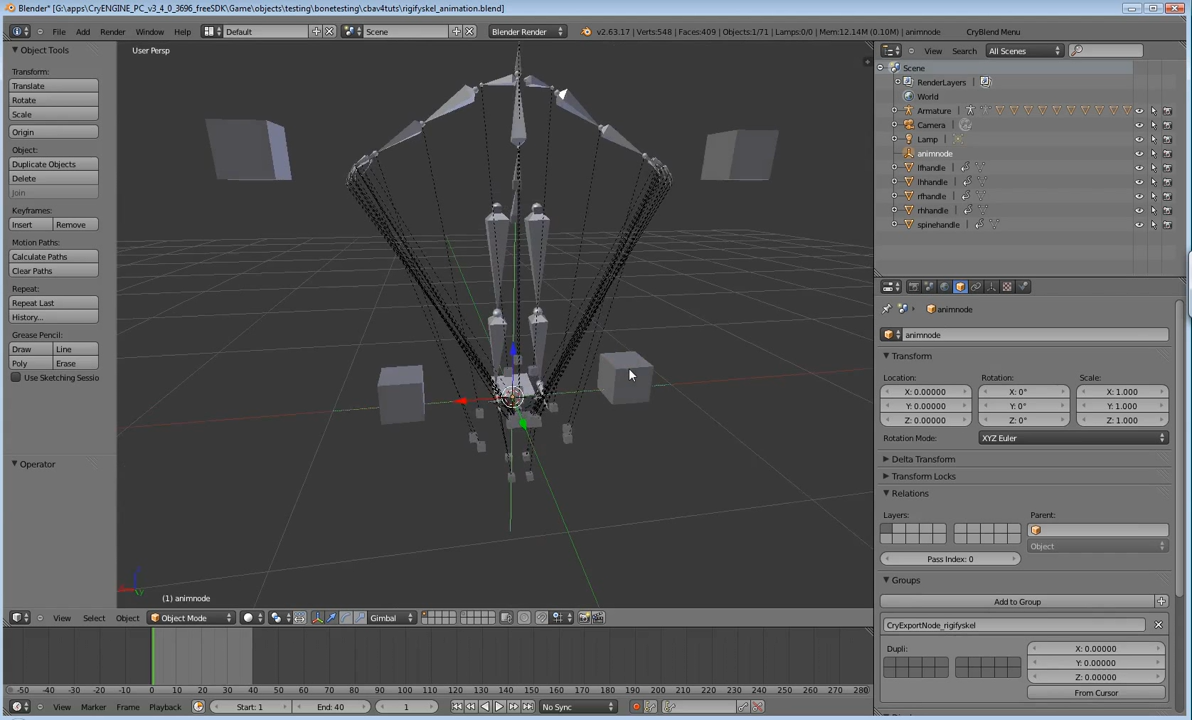 Blender* [G:\apps\CryENGINE_PC_v3_4_0_3696_freeSDK\Game\objects\testing\bonetesting\cbav4tuts\rigifyskel_animation.blend]
File Add Render Window Help Default Scene Blender Render v2.63.17 | Verts:548 | Faces:409 | Objects:1/71 | Lamps:0/0 | Mem:12.14M (0.10M) | animnode CryBlend Menu
Object Tools
Transform:
Translate
Rotate
Scale
Origin
Object:
Duplicate Objects
Delete
Join
Keyframes:
Insert Remove
Motion Paths:
Calculate Paths
Clear Paths
Repeat:
Repeat Last
History...
Grease Pencil:
Draw Line
Poly Erase
Use Sketching Sessio
Operator
User Persp
(1) animnode
View Select Object Object Mode Gimbal
View Search All Scenes
Scene
RenderLayers
World
Armature
Camera
Lamp
animnode
lfhandle
lhhandle
rfhandle
rhhandle
spinehandle
animnode
animnode
Transform
Location: Rotation: Scale:
X: 0.00000 X: 0° X: 1.000
Y: 0.00000 Y: 0° Y: 1.000
Z: 0.00000 Z: 0° Z: 1.000
Rotation Mode: XYZ Euler
Delta Transform
Transform Locks
Relations
Layers: Parent:
Object
Pass Index: 0
Groups
Add to Group
CryExportNode_rigifyskel
Dupli: X: 0.00000
Y: 0.00000
Z: 0.00000
From Cursor
-50 -40 -30 -20 -10 0 10 20 30 40 50 60 70 80 90 100 110 120 130 140 150 160 170 180 190 200 210 220 230 240 250 260 270 280
View Marker Frame Playback Start: 1 End: 40 1 No Sync